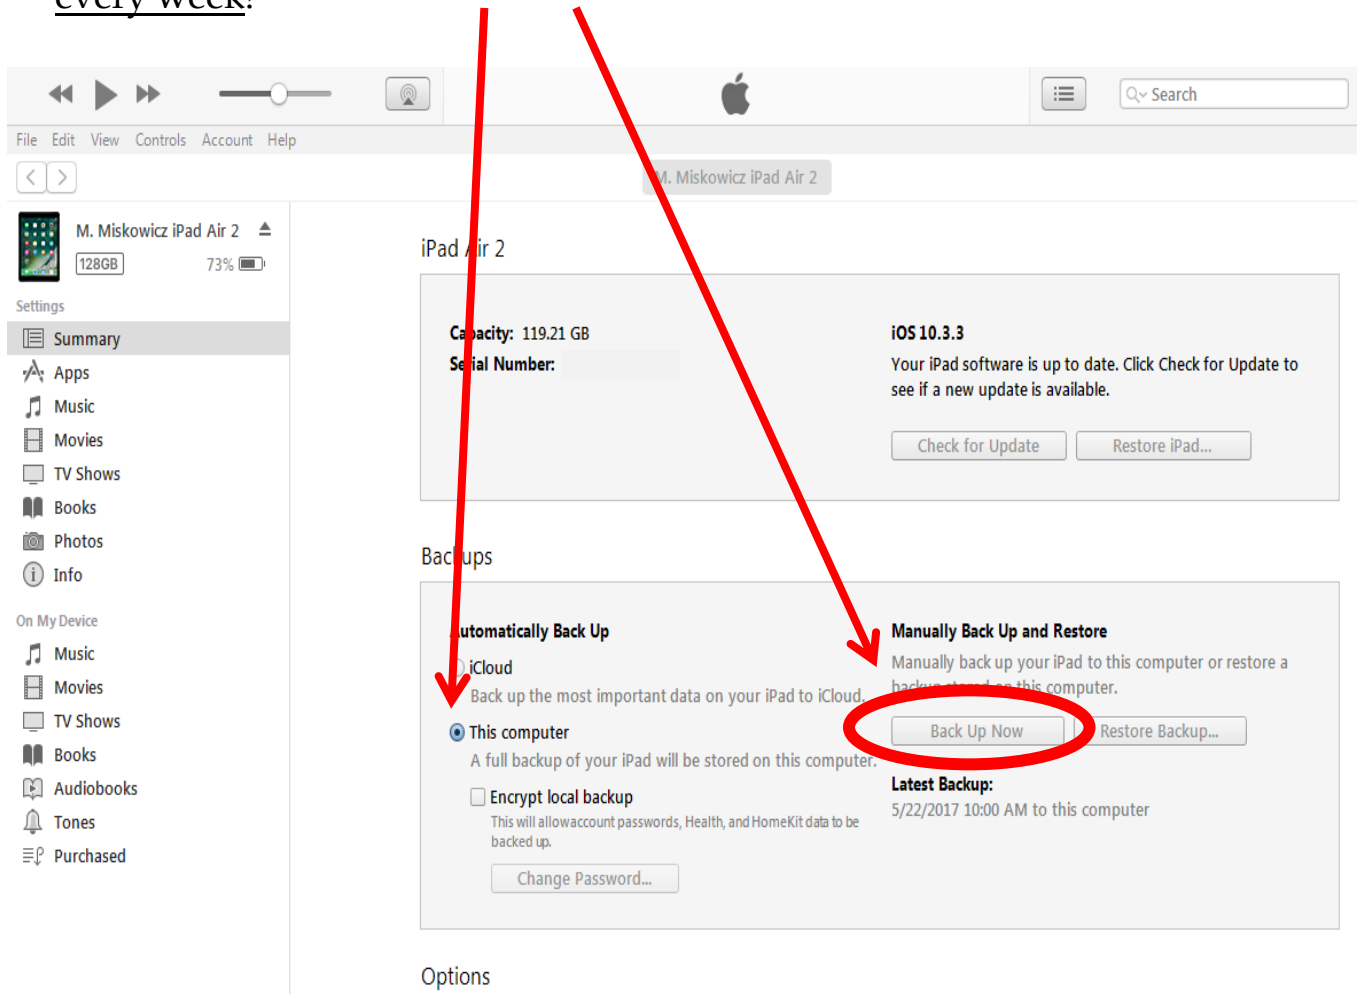 every week!
Search
File Edit View Controls Account Help
M. Miskowicz iPad Air 2
M. Miskowicz iPad Air 2
128GB 73%
Settings
Summary
Apps
Music
Movies
TV Shows
Books
Photos
Info
On My Device
Music
Movies
TV Shows
Books
Audiobooks
Tones
Purchased
iPad Air 2
Capacity: 119.21 GB
Serial Number:
iOS 10.3.3
Your iPad software is up to date. Click Check for Update to
see if a new update is available.
Check for Update Restore iPad...
Backups
Automatically Back Up
iCloud
Back up the most important data on your iPad to iCloud.
This computer
A full backup of your iPad will be stored on this computer.
Encrypt local backup
This will allow account passwords, Health, and HomeKit data to be
backed up.
Change Password...
Manually Back Up and Restore
Manually back up your iPad to this computer or restore a
backup stored on this computer.
Back Up Now Restore Backup...
Latest Backup:
5/22/2017 10:00 AM to this computer
Options